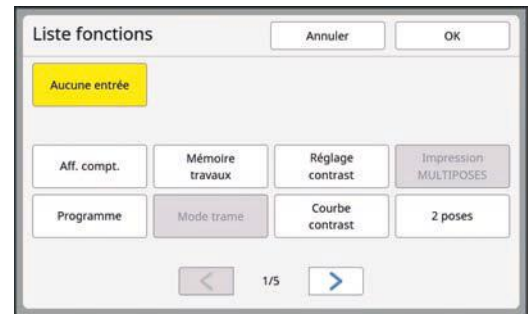 Liste fonctions
Annuler
OK
Aucune entrée
Aff. compt.
Mémoire
travaux
Réglage
contrast
Impression
MULTIPOSES
Programme
Mode trame
Courbe
contrast
2 poses
<
1/5
>